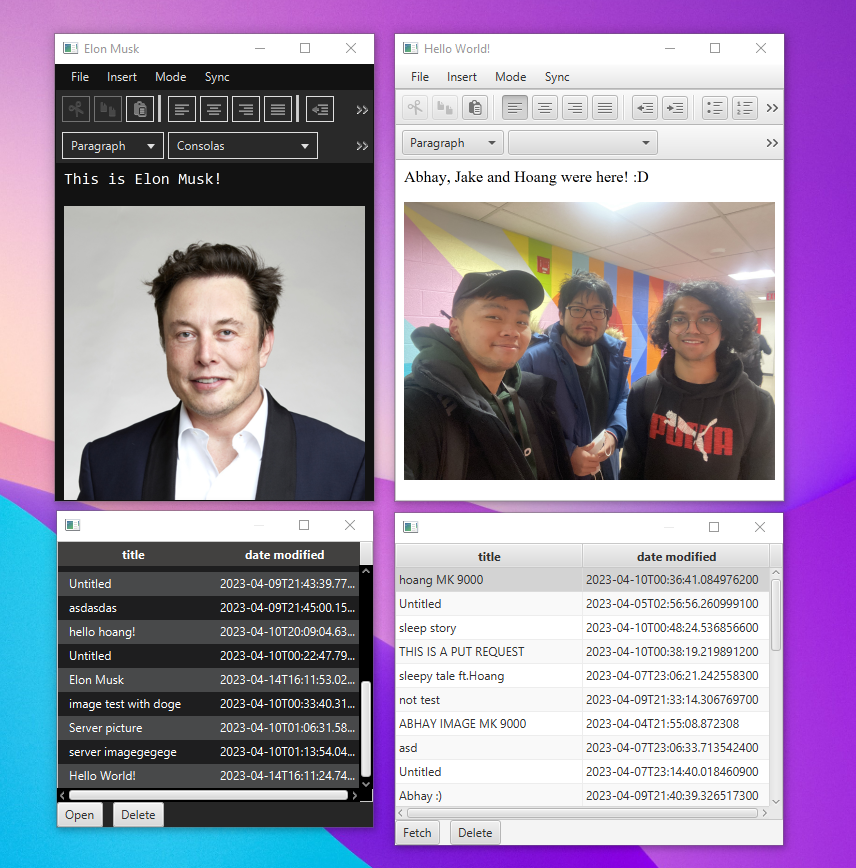 Elon Musk
File Insert Mode Sync
Paragraph Consolas
This is Elon Musk!
Hello World!
File Insert Mode Sync
Paragraph
Abhay, Jake and Hoang were here! :D
PUMA
title date modified
Untitled 2023-04-09T21:43:39.77...
asdasdas 2023-04-09T21:45:00.15...
hello hoang! 2023-04-10T20:09:04.63...
Untitled 2023-04-10T00:22:47.79...
Elon Musk 2023-04-14T16:11:53.02...
image test with doge 2023-04-10T00:33:40.31...
Server picture 2023-04-10T01:06:31.58...
server imagegegege 2023-04-10T01:13:54.04...
Hello World! 2023-04-14T16:11:24.74...
Open Delete
title date modified
hoang MK 9000 2023-04-10T00:36:41.084976200
Untitled 2023-04-05T02:56:56.260999100
sleep story 2023-04-10T00:48:24.536856600
THIS IS A PUT REQUEST 2023-04-10T00:38:19.219891200
sleepy tale ft.Hoang 2023-04-07T23:06:21.242558300
not test 2023-04-09T21:33:14.306769700
ABHAY IMAGE MK 9000 2023-04-04T21:55:08.872308
asd 2023-04-07T23:06:33.713542400
Untitled 2023-04-07T23:14:40.018460900
Abhay :) 2023-04-09T21:40:39.326517300
Fetch Delete